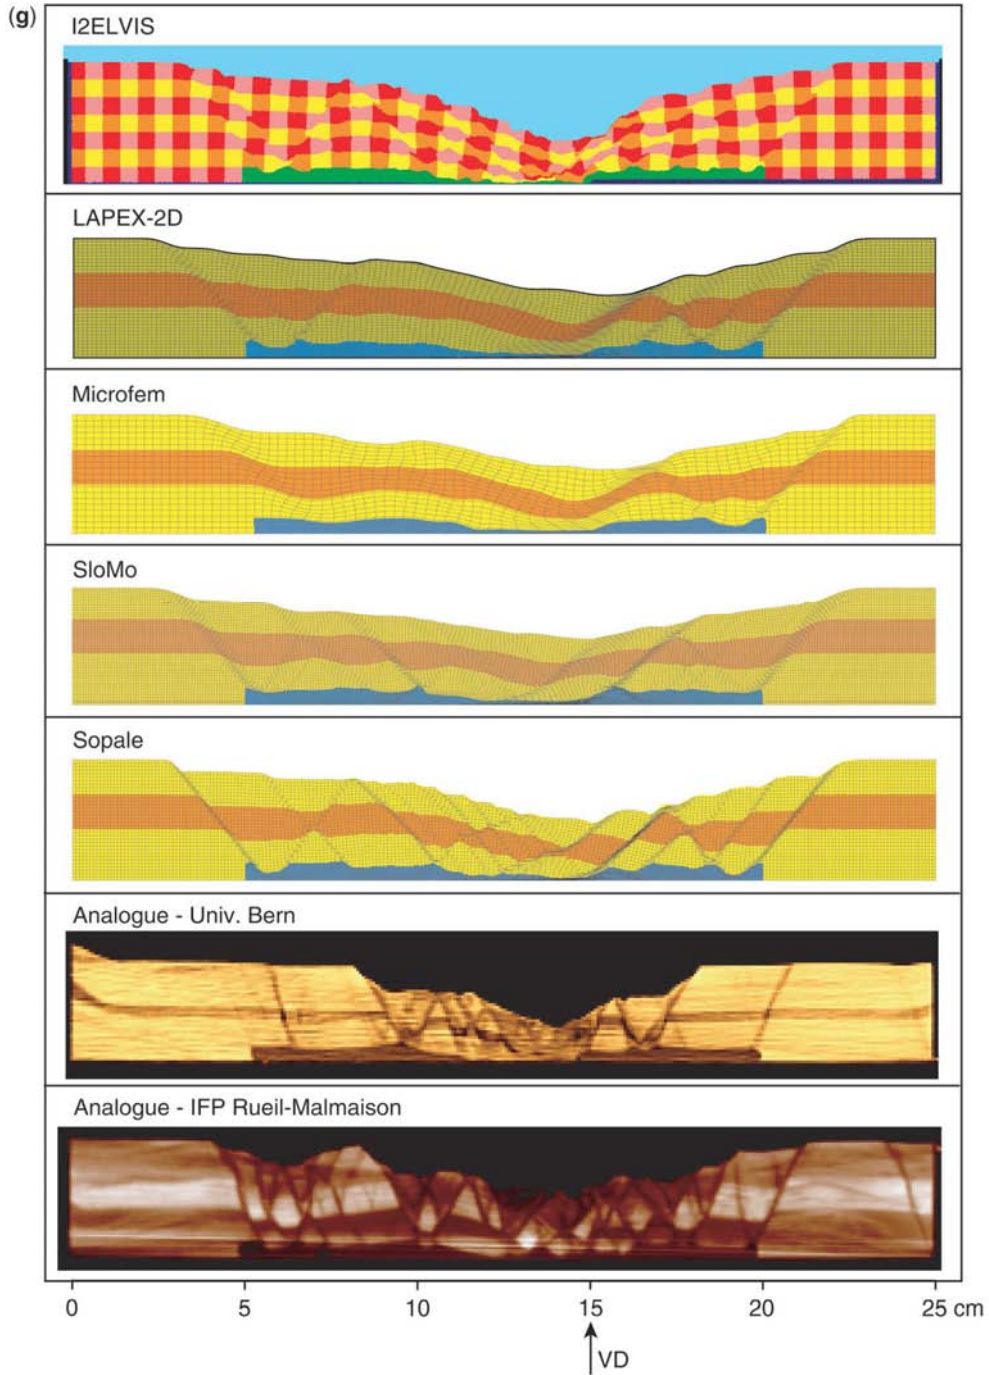 (g)
I2ELVIS
LAPEX-2D
Microfem
SloMo
Sopale
Analogue - Univ. Bern
Analogue - IFP Rueil-Malmaison
0 5 10 15 20 25 cm
VD